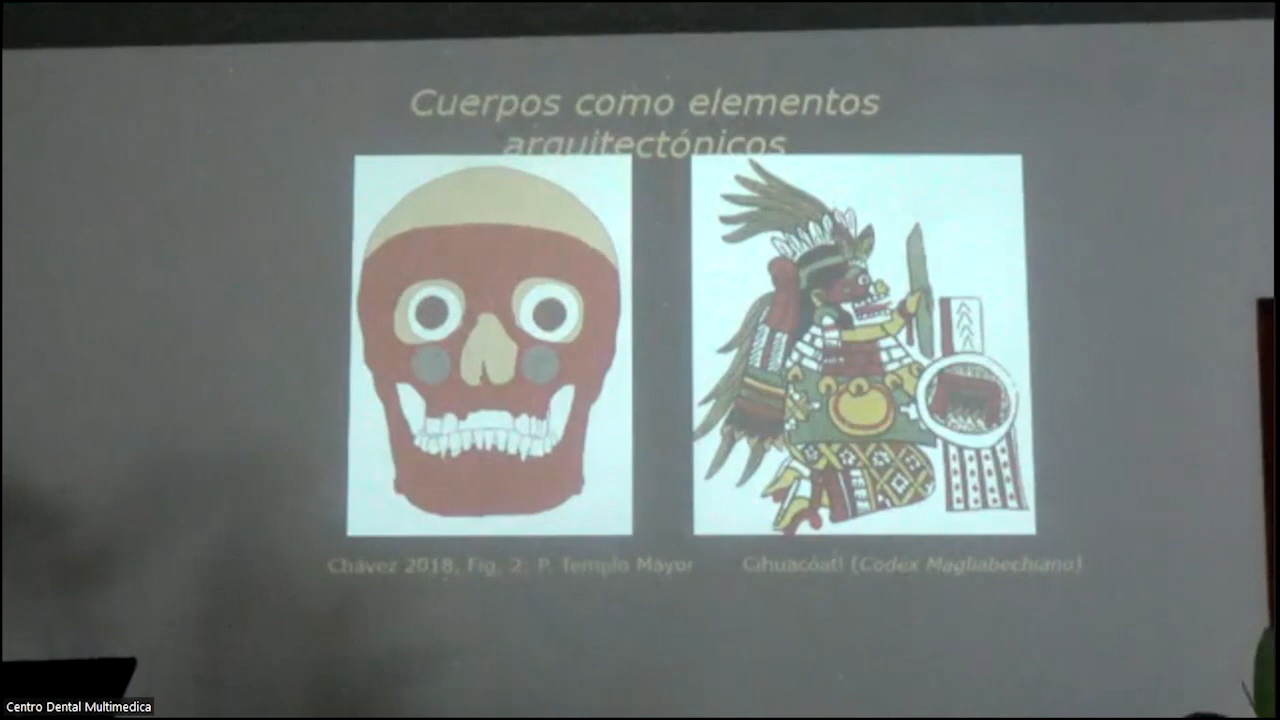 Cuerpos como elementos
arquitectónicos
Chávez 2018, Fig. 2. P. Templo Mayor
Cihuacóatl (Codex Magliabechiano)
Centro Dental Multimedica